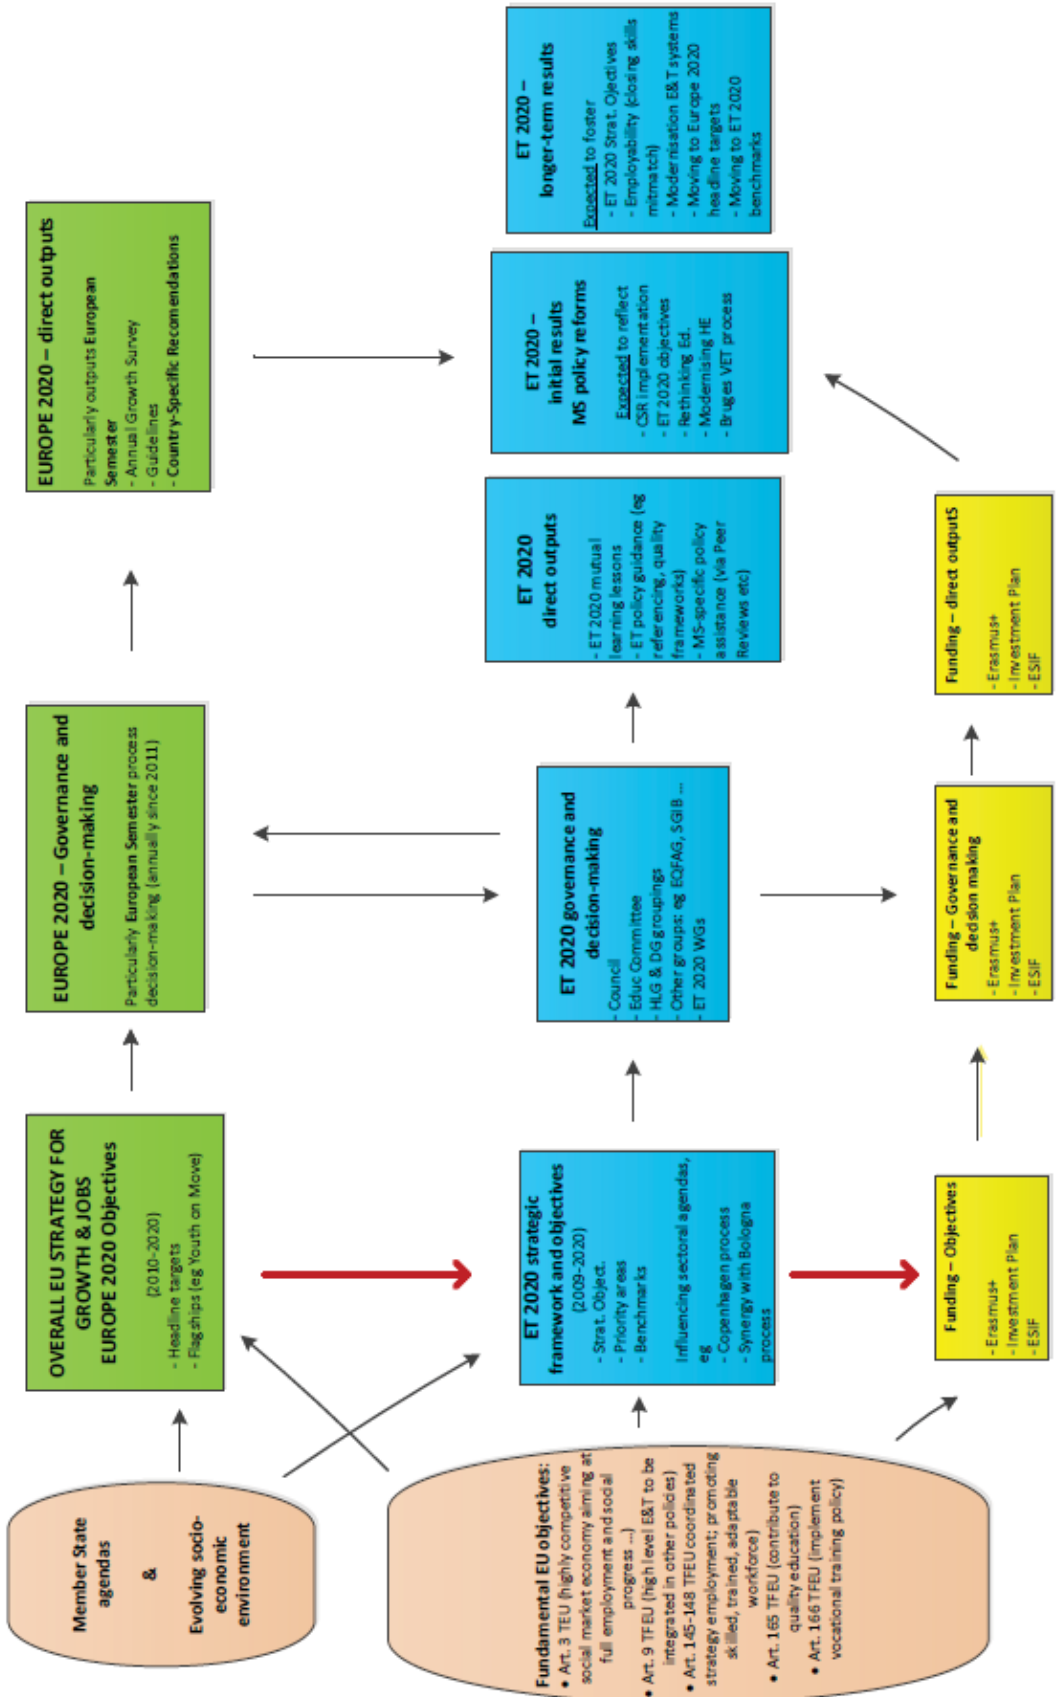 Member State
agendas
&
Evolving socio-
economic
environment
Fundamental EU objectives:
• Art. 3 TEU (highly competitive
social market economy aiming at
full employment and social
progress ...)
• Art. 9 TFEU (high level E&T to be
integrated in other policies)
• Art. 145-148 TFEU coordinated
strategy employment; promoting
skilled, trained, adaptable
workforce)
• Art. 165 TFEU (contribute to
quality education)
• Art. 166 TFEU (implement
vocational training policy)
OVERALL EU STRATEGY FOR
GROWTH & JOBS
EUROPE 2020 Objectives
(2010-2020)
- Headline targets
- Flagships (eg Youth on Move)
ET 2020 strategic
framework and objectives
(2009-2020)
- Strat. Object.
- Priority areas
- Benchmarks
Influencing sectoral agendas,
eg
- Copenhagen process
- Synergy with Bologna
process
Funding – Objectives
- Erasmus+
- Investment Plan
- ESIF
EUROPE 2020 – Governance and
decision-making
Particularly European Semester process
decision-making (annually since 2011)
ET 2020 governance and
decision-making
- Council
- Educ Committee
- HLG & DG groupings
- Other groups: eg EQFAG, SGIB ...
- ET 2020 WGs
Funding – Governance and
decision making
- Erasmus+
- Investment Plan
- ESIF
EUROPE 2020 – direct outputs
Particularly outputs European
Semester
- Annual Growth Survey
- Guidelines
- Country-Specific Recomendations
ET 2020
direct outputs
- ET 2020 mutual
learning lessons
- ET policy guidance (eg
referencing, quality
frameworks)
- MS-specific policy
assistance (via Peer
Reviews etc)
Funding – direct outputS
- Erasmus+
- Investment Plan
- ESIF
ET 2020 –
initial results
MS policy reforms
Expected to reflect
- CSR implementation
- ET 2020 objectives
- Rethinking Ed.
- Modernising HE
- Bruges VET process
ET 2020 –
longer-term results
Expected to foster
- ET 2020 Strat. Ojectives
- Employability (closing skills
mitmatch)
- Modernisation E&T systems
- Moving to Europe 2020
headline targets
- Moving to ET 2020
benchmarks